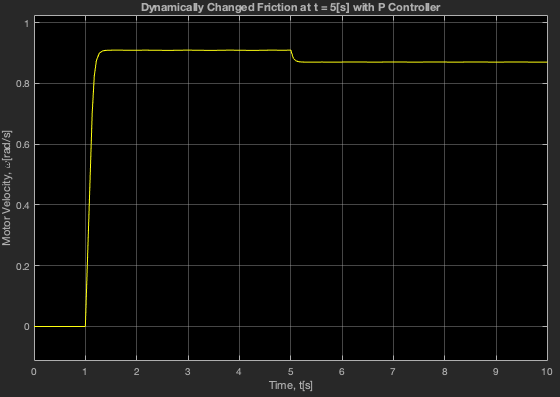 Dynamically Changed Friction at t = 5[s] with P Controller
1
0.8
0.6
0.4
0.2
0
Motor Velocity, ω[rad/s]
0 1 2 3 4 5 6 7 8 9 10
Time, t[s]